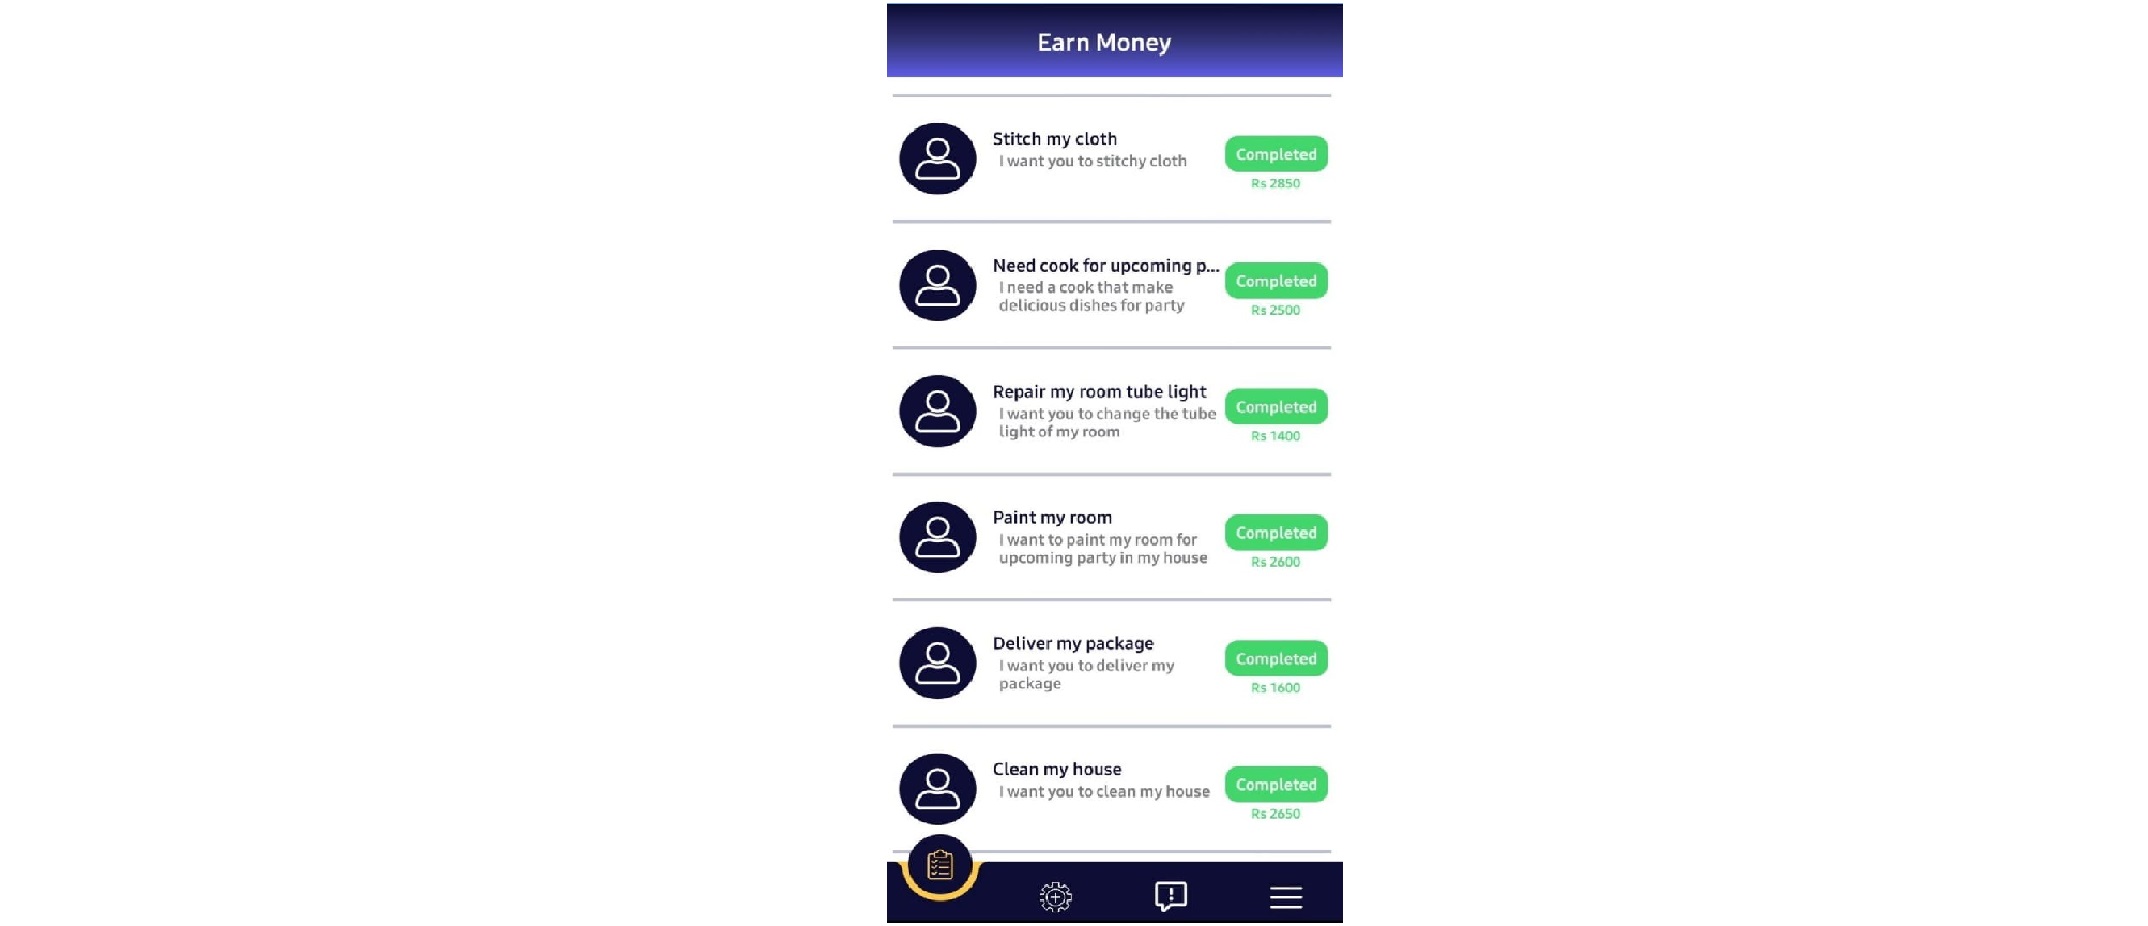 Earn Money
Stitch my cloth
I want you to stitchy cloth
Completed
Rs 2850
Need cook for upcoming p...
I need a cook that make
delicious dishes for party
Completed
Rs 2500
Repair my room tube light
I want you to change the tube
light of my room
Completed
Rs 1400
Paint my room
I want to paint my room for
upcoming party in my house
Completed
Rs 2600
Deliver my package
I want you to deliver my
package
Completed
Rs 1600
Clean my house
I want you to clean my house
Completed
Rs 2650